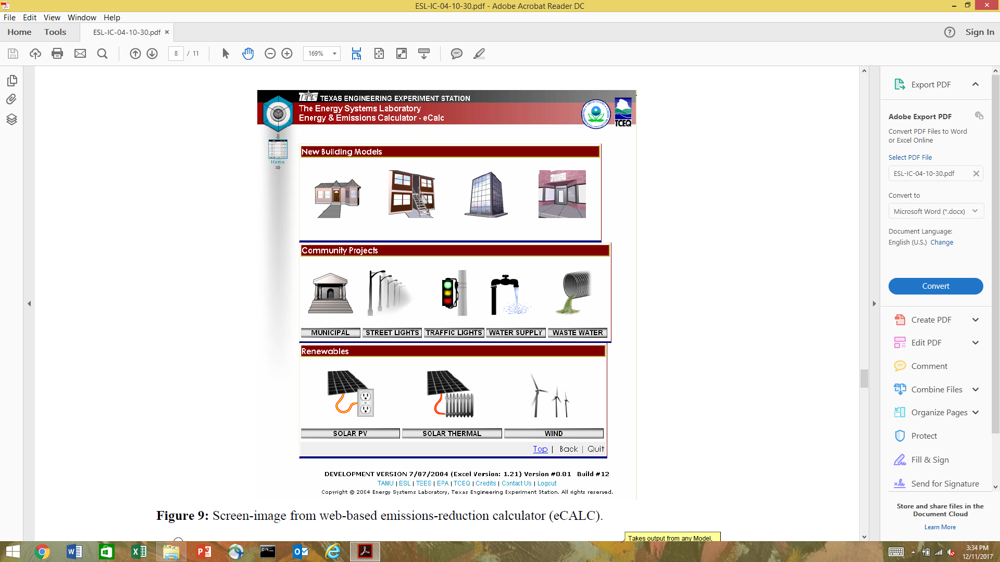 ESL-IC-04-10-30.pdf - Adobe Acrobat Reader DC
File Edit View Window Help
Home Tools ESL-IC-04-10-30.pdf × Sign In
8 / 11 169%
Export PDF
Adobe Export PDF
Convert PDF Files to Word
or Excel Online
Select PDF File
ESL-IC-04-10-30.pdf
Convert to
Microsoft Word (*.docx)
Document Language:
English (U.S.) Change
Convert
Create PDF
Edit PDF
Comment
Combine Files
Organize Pages
Protect
Fill & Sign
Send for Signature
Store and share files in the
Document Cloud
Learn More
TEES TEXAS ENGINEERING EXPERIMENT STATION
The Energy Systems Laboratory
Energy & Emissions Calculator - eCalc
TCEQ
Home
New Building Models
Community Projects
MUNICIPAL STREET LIGHTS TRAFFIC LIGHTS WATER SUPPLY WASTE WATER
Renewables
SOLAR PV SOLAR THERMAL WIND
Top | Back | Quit
DEVELOPMENT VERSION 7/07/2004 (Excel Version: 1.21) Version #0.81 Build #12
TAMU | ESL | TEES | EPA | TCEQ | Credits | Contact Us | Logout
Copyright © 2004 Energy Systems Laboratory, Texas Engineering Experiment Station. All rights reserved.
Figure 9: Screen-image from web-based emissions-reduction calculator (eCALC).
Takes output from any Model,
3:34 PM
12/11/2017